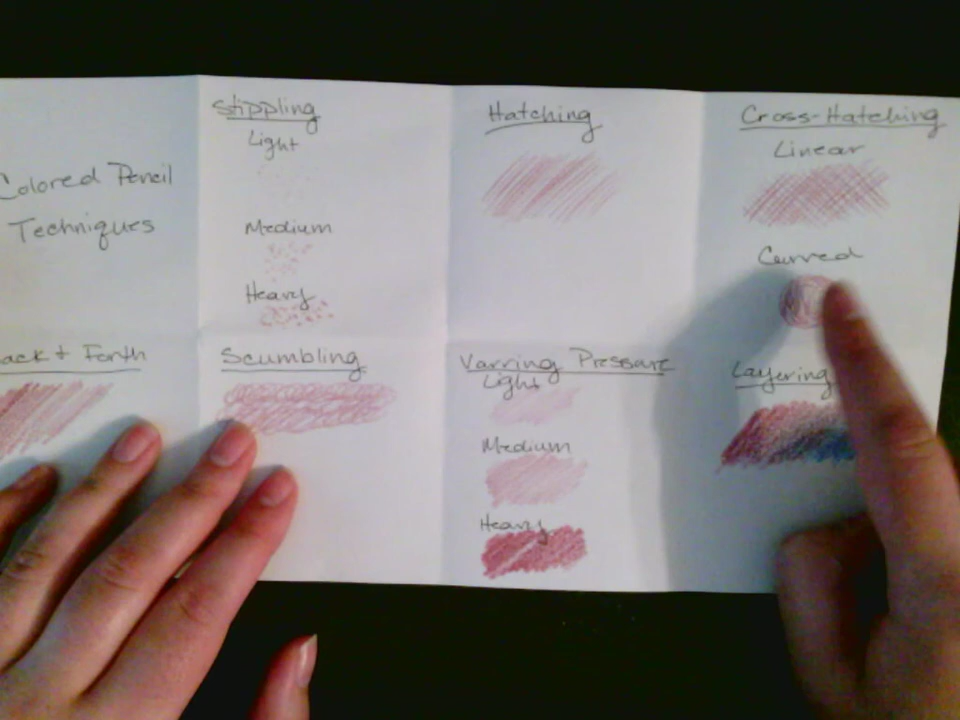 Colored Pencil
Techniques
Stippling
Light
Medium
Heavy
Hatching
Cross-Hatching
Linear
Curved
ack + Forth
Scumbling
Varring Pressure
Light
Medium
Heavy
Layering